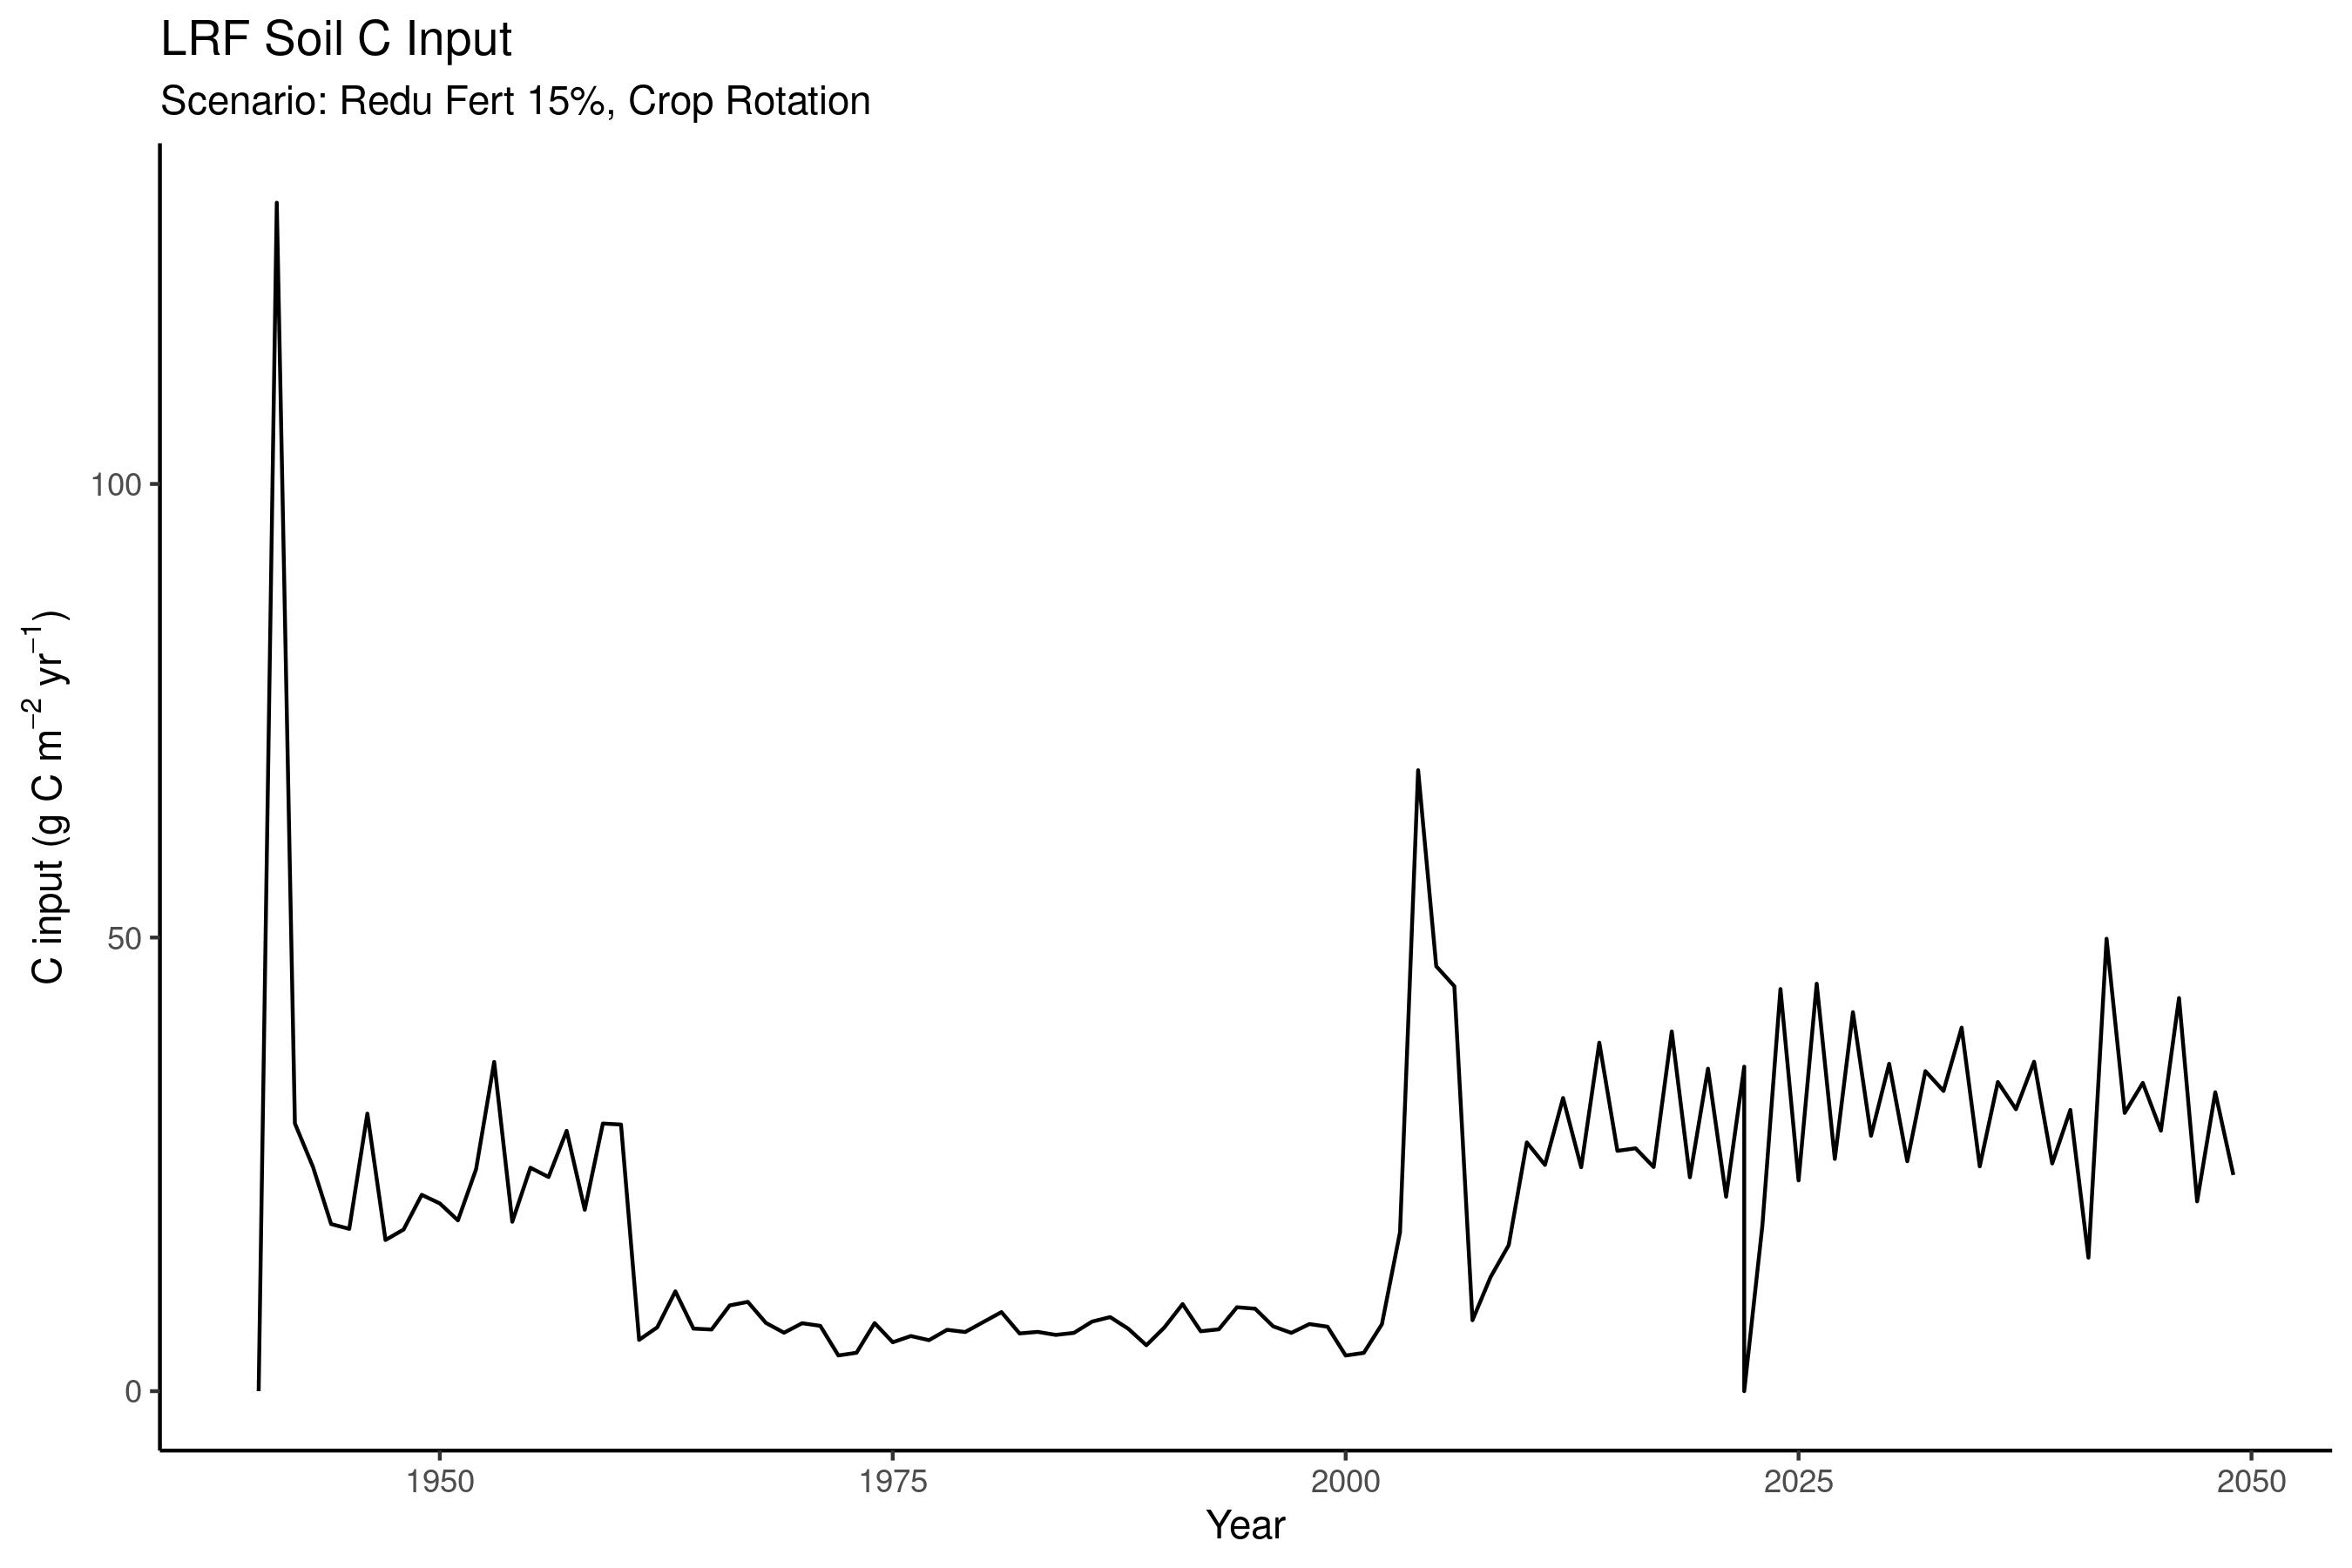 LRF Soil C Input
Scenario: Redu Fert 15%, Crop Rotation
C input (g C m⁻² yr⁻¹)
100
50
0
1950 1975 2000 2025 2050
Year